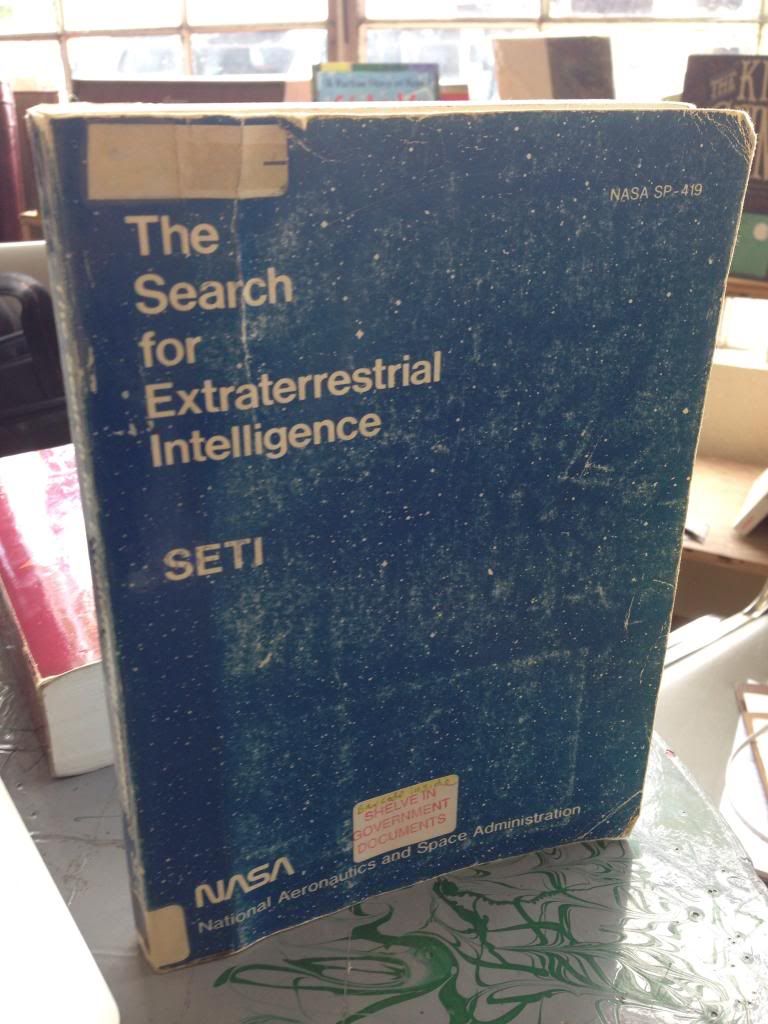 NASA SP-419
The
Search
for
Extraterrestrial
Intelligence
SETI
SHELVE IN
GOVERNMENT
DOCUMENTS
NASA
National Aeronautics and Space Administration
THE